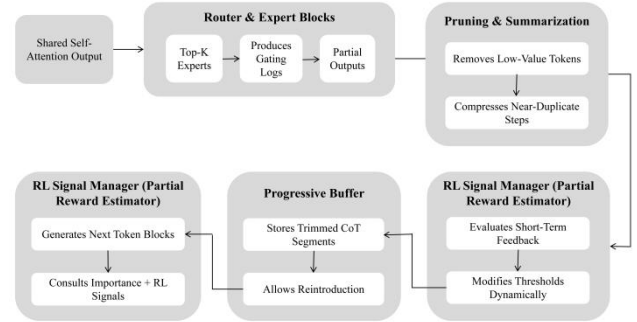 Shared Self-
Attention Output
Router & Expert Blocks
Top-K
Experts
Produces
Gating
Logs
Partial
Outputs
Pruning & Summarization
Removes Low-Value Tokens
Compresses Near-Duplicate
Steps
RL Signal Manager (Partial
Reward Estimator)
Generates Next Token Blocks
Consults Importance + RL
Signals
Progressive Buffer
Stores Trimmed CoT
Segments
Allows Reintroduction
RL Signal Manager (Partial
Reward Estimator)
Evaluates Short-Term
Feedback
Modifies Thresholds
Dynamically